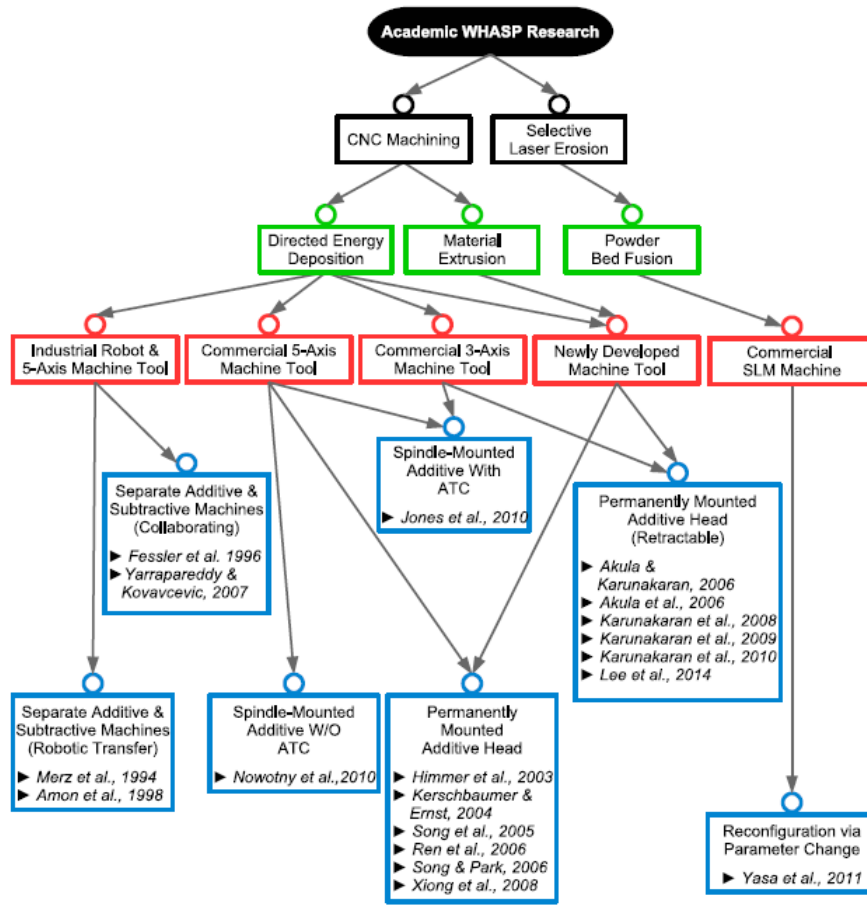 Academic WHASP Research
CNC Machining
Selective
Laser Erosion
Directed Energy
Deposition
Material
Extrusion
Powder
Bed Fusion
Industrial Robot &
5-Axis Machine Tool
Commercial 5-Axis
Machine Tool
Commercial 3-Axis
Machine Tool
Newly Developed
Machine Tool
Commercial
SLM Machine
Separate Additive &
Subtractive Machines
(Collaborating)
► Fessler et al. 1996
► Yarrapareddy &
Kovavcevic, 2007
Spindle-Mounted
Additive With
ATC
► Jones et al., 2010
Permanently Mounted
Additive Head
(Retractable)
► Akula &
Karunakaran, 2006
► Akula et al., 2006
► Karunakaran et al., 2008
► Karunakaran et al., 2009
► Karunakaran et al., 2010
► Lee et al., 2014
Separate Additive &
Subtractive Machines
(Robotic Transfer)
► Merz et al., 1994
► Amon et al., 1998
Spindle-Mounted
Additive W/O
ATC
► Nowotny et al.,2010
Permanently
Mounted
Additive Head
► Himmer et al., 2003
► Kerschbaumer &
Ernst, 2004
► Song et al., 2005
► Ren et al., 2006
► Song & Park, 2006
► Xiong et al., 2008
Reconfiguration via
Parameter Change
► Yasa et al., 2011